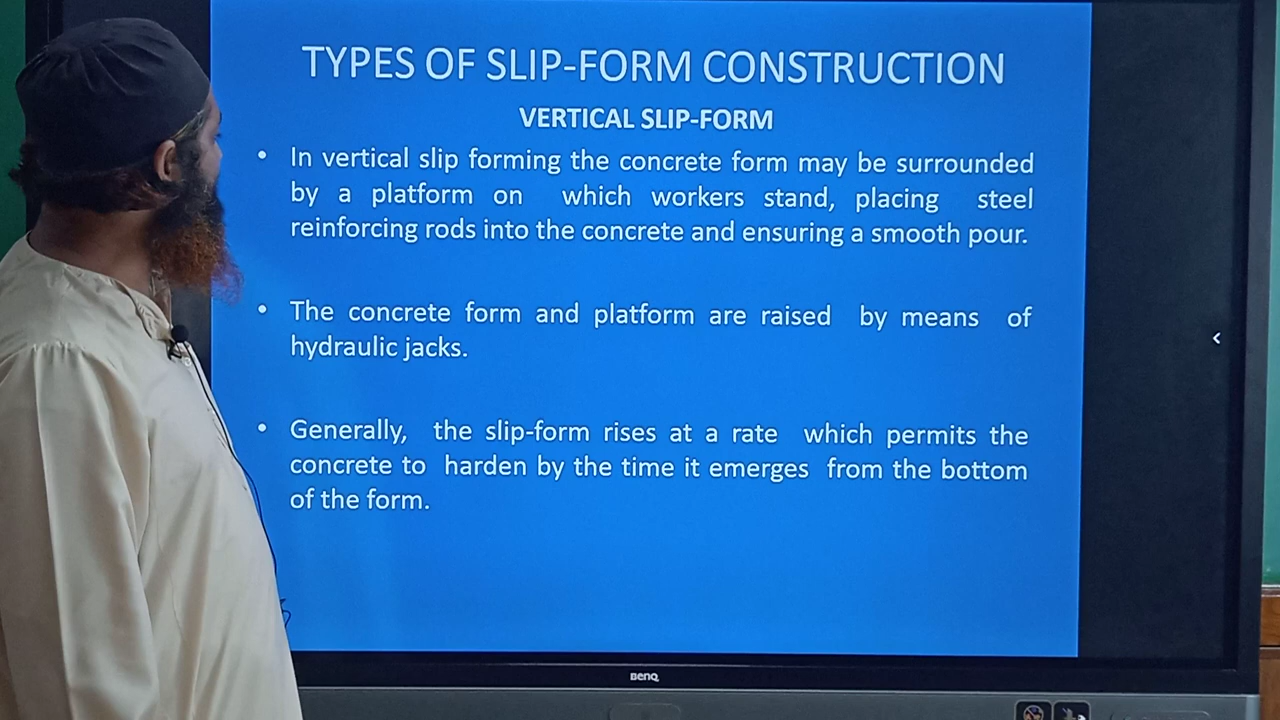 TYPES OF SLIP-FORM CONSTRUCTION
VERTICAL SLIP-FORM
• In vertical slip forming the concrete form may be surrounded
by a platform on which workers stand, placing steel
reinforcing rods into the concrete and ensuring a smooth pour.
• The concrete form and platform are raised by means of
hydraulic jacks.
• Generally, the slip-form rises at a rate which permits the
concrete to harden by the time it emerges from the bottom
of the form.
BenQ